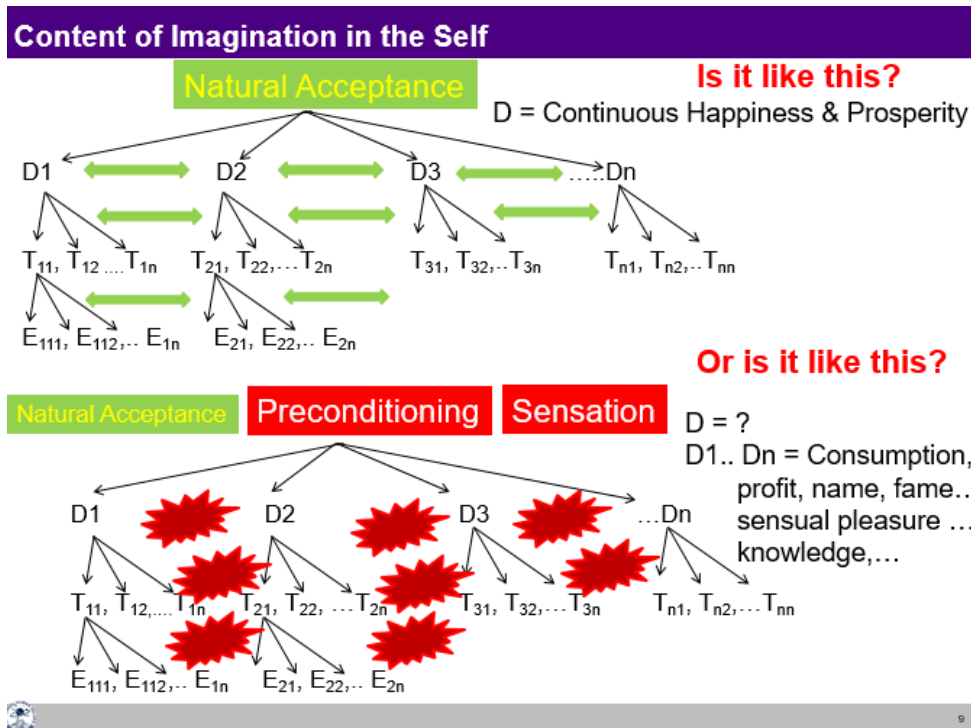 Content of Imagination in the Self
Natural Acceptance
Is it like this?
D = Continuous Happiness & Prosperity
D1 D2 D3 .....Dn
T11, T12 ....T1n T21, T22,...T2n T31, T32,..T3n Tn1, Tn2,..Tnn
E111, E112,.. E1n E21, E22,.. E2n
Or is it like this?
Natural Acceptance Preconditioning Sensation
D = ?
D1.. Dn = Consumption,
profit, name, fame..
sensual pleasure ...
knowledge,...
D1 D2 D3 ...Dn
T11, T12,.... T1n T21, T22, ...T2n T31, T32,...T3n Tn1, Tn2,...Tnn
E111, E112,.. E1n E21, E22,.. E2n
9